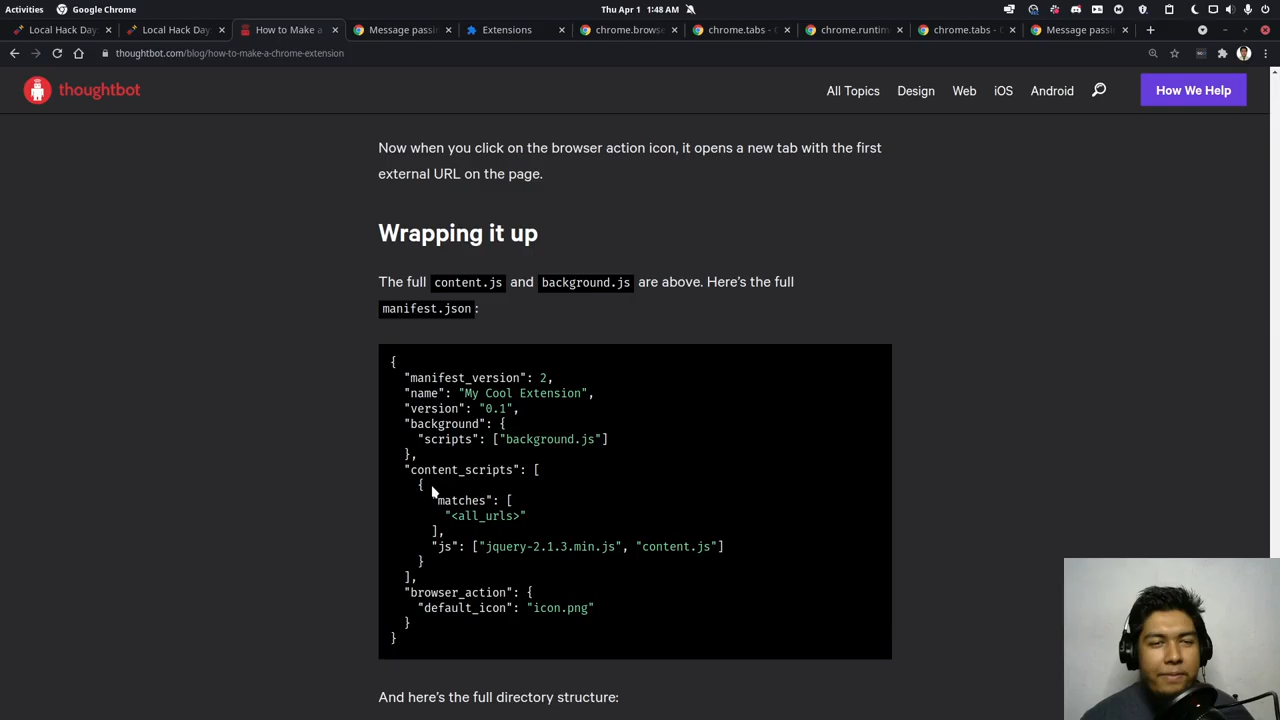 Activities
Google Chrome
Thu Apr 1 1:48 AM
Local Hack Day
Local Hack Day
How to Make a
Message passi
Extensions
chrome.browse
chrome.tabs - C
chrome.runtim
chrome.tabs - C
Message passi
thoughtbot.com/blog/how-to-make-a-chrome-extension
thoughtbot
All Topics
Design
Web
iOS
Android
How We Help
Now when you click on the browser action icon, it opens a new tab with the first
external URL on the page.
Wrapping it up
The full content.js and background.js are above. Here's the full
manifest.json:
{
"manifest_version": 2,
"name": "My Cool Extension",
"version": "0.1",
"background": {
"scripts": ["background.js"]
},
"content_scripts": [
{
"matches": [
"<all_urls>"
],
"js": ["jquery-2.1.3.min.js", "content.js"]
}
],
"browser_action": {
"default_icon": "icon.png"
}
}
And here's the full directory structure: